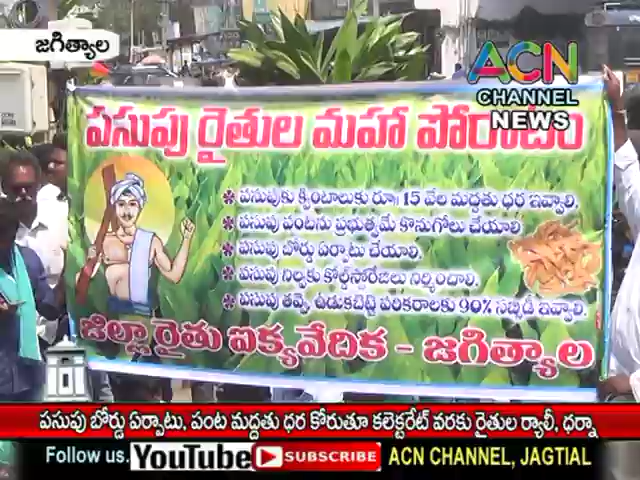 జగిత్యాల
ACN
CHANNEL
NEWS
పసుపు రైతుల మహా పోరాటం
పసుపుకు క్వింటాలుకు రూ॥ 15 వేల మద్దతు ధర ఇవ్వాలి.
పసుపు పంటను ప్రభుత్వమే కొనుగోలు చేయాలి
పసుపు బోర్డు ఏర్పాటు చేయాలి.
పసుపు నిల్వకు కోల్డ్‌స్టోరేజీలు నిర్మించాలి.
పసుపు తవ్వే, ఉడుకబెట్టే పరికరాలకు 90% సబ్సిడీ ఇవ్వాలి.
జిల్లా రైతు ఐక్యవేదిక - జగిత్యాల
పసుపు బోర్డు ఏర్పాటు, పంట మద్దతు ధర కోరుతూ కలెక్టరేట్ వరకు రైతుల ర్యాలీ, ధర్నా
Follow us. YouTube SUBSCRIBE ACN CHANNEL, JAGTIAL